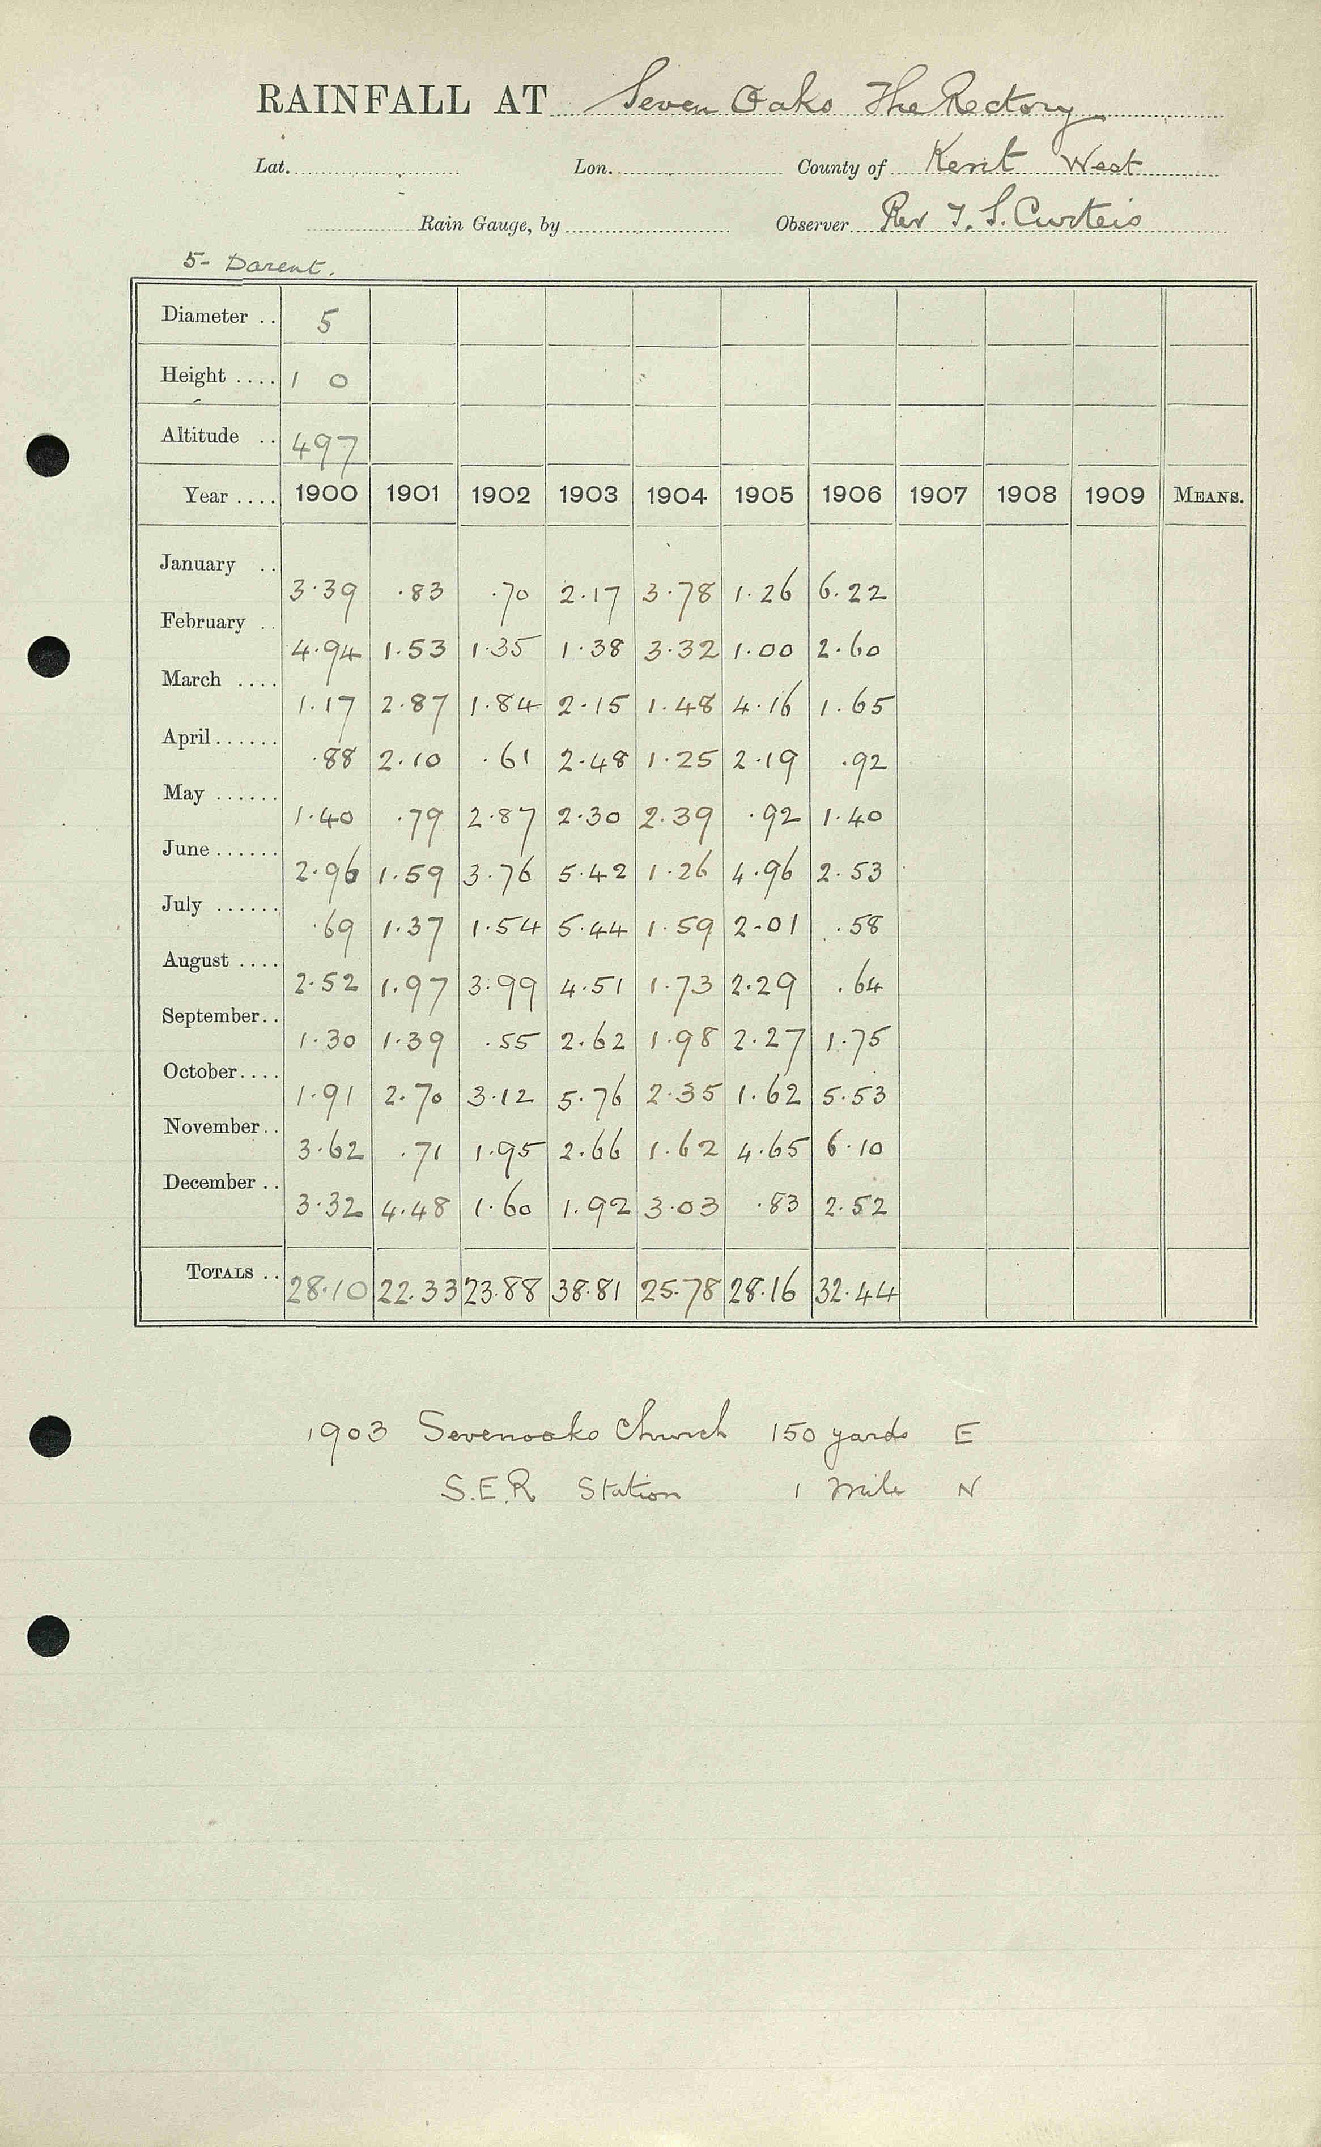 RAINFALL AT Seven Oaks The Rectory
Lat. Lon. County of Kent West
Rain Gauge, by Observer Rev T. S. Curteis
5- Darent.
Diameter .. 5
Height .... 1 0
Altitude .. 497
Year .... 1900 1901 1902 1903 1904 1905 1906 1907 1908 1909 MEANS.
January .. 3.39 .83 .70 2.17 3.78 1.26 6.22
February .. 4.94 1.53 1.35 1.38 3.32 1.00 2.60
March .... 1.17 2.87 1.84 2.15 1.48 4.16 1.65
April...... .88 2.10 .61 2.48 1.25 2.19 .92
May ...... 1.40 .79 2.87 2.30 2.39 .92 1.40
June...... 2.96 1.59 3.76 5.42 1.26 4.96 2.53
July ...... .69 1.37 1.54 5.44 1.59 2.01 .58
August .... 2.52 1.97 3.99 4.51 1.73 2.29 .64
September.. 1.30 1.39 .55 2.62 1.98 2.27 1.75
October.... 1.91 2.70 3.12 5.76 2.35 1.62 5.53
November.. 3.62 .71 1.95 2.66 1.62 4.65 6.10
December .. 3.32 4.48 1.60 1.92 3.03 .83 2.52
TOTALS .. 28.10 22.33 23.88 38.81 25.78 28.16 32.44
1903 Sevenoaks Church 150 yards E
S.E.R Station 1 Mile N